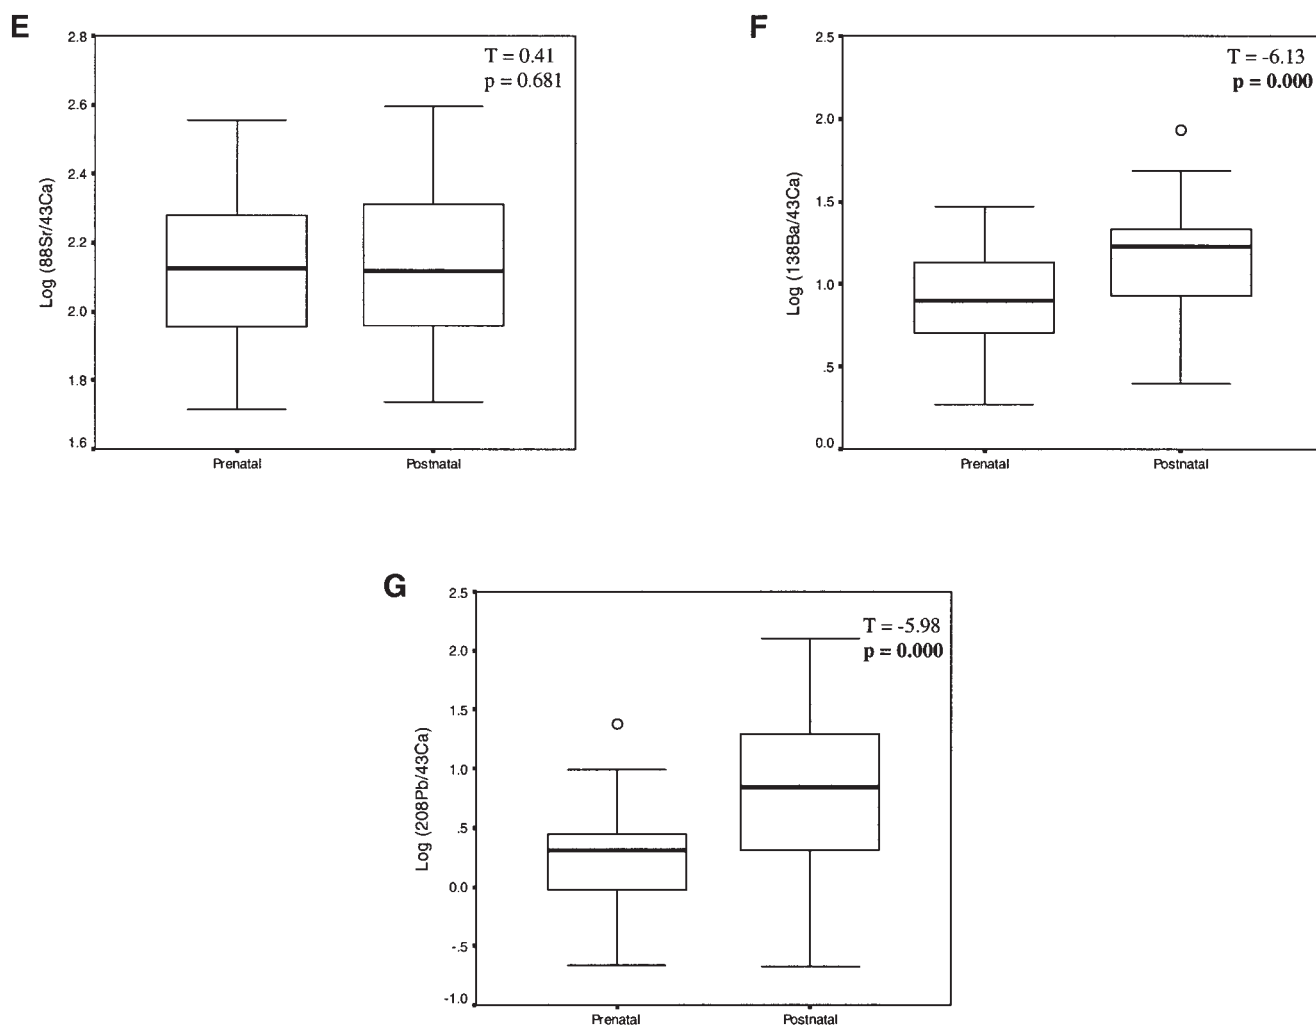 E
T = 0.41
p = 0.681
Log (88Sr/43Ca)
2.8
2.6
2.4
2.2
2.0
1.8
1.6
Prenatal
Postnatal
F
T = -6.13
p = 0.000
Log (138Ba/43Ca)
2.5
2.0
1.5
1.0
.5
0.0
Prenatal
Postnatal
G
T = -5.98
p = 0.000
Log (208Pb/43Ca)
2.5
2.0
1.5
1.0
.5
0.0
-.5
-1.0
Prenatal
Postnatal